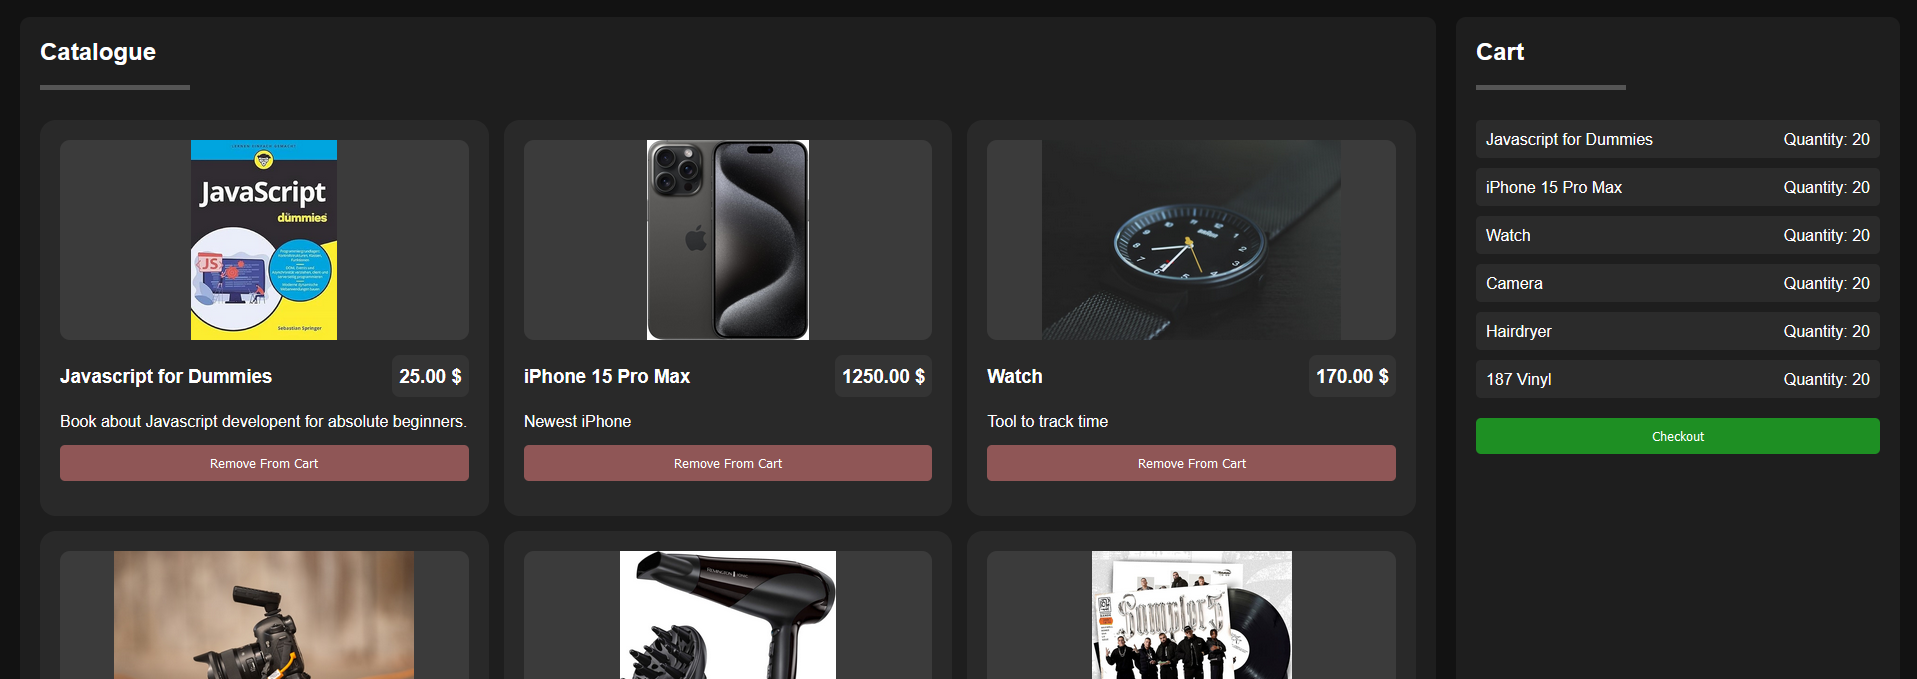 Catalogue
JavaScript
für
dummies
JS
Sebastian Springer
Javascript for Dummies
25.00 $
Book about Javascript developent for absolute beginners.
Remove From Cart
iPhone 15 Pro Max
1250.00 $
Newest iPhone
Remove From Cart
Watch
170.00 $
Tool to track time
Remove From Cart
REMINGTON
Sampler 5
Cart
Javascript for Dummies Quantity: 20
iPhone 15 Pro Max Quantity: 20
Watch Quantity: 20
Camera Quantity: 20
Hairdryer Quantity: 20
187 Vinyl Quantity: 20
Checkout